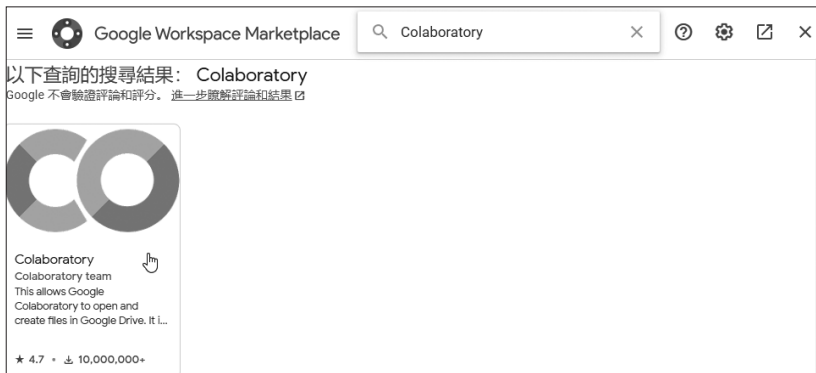 Google Workspace Marketplace
Colaboratory
以下查詢的搜尋結果： Colaboratory
Google 不會驗證評論和評分。 進一步瞭解評論和結果
Colaboratory
Colaboratory team
This allows Google
Colaboratory to open and
create files in Google Drive. It i...
★ 4.7 • 10,000,000+